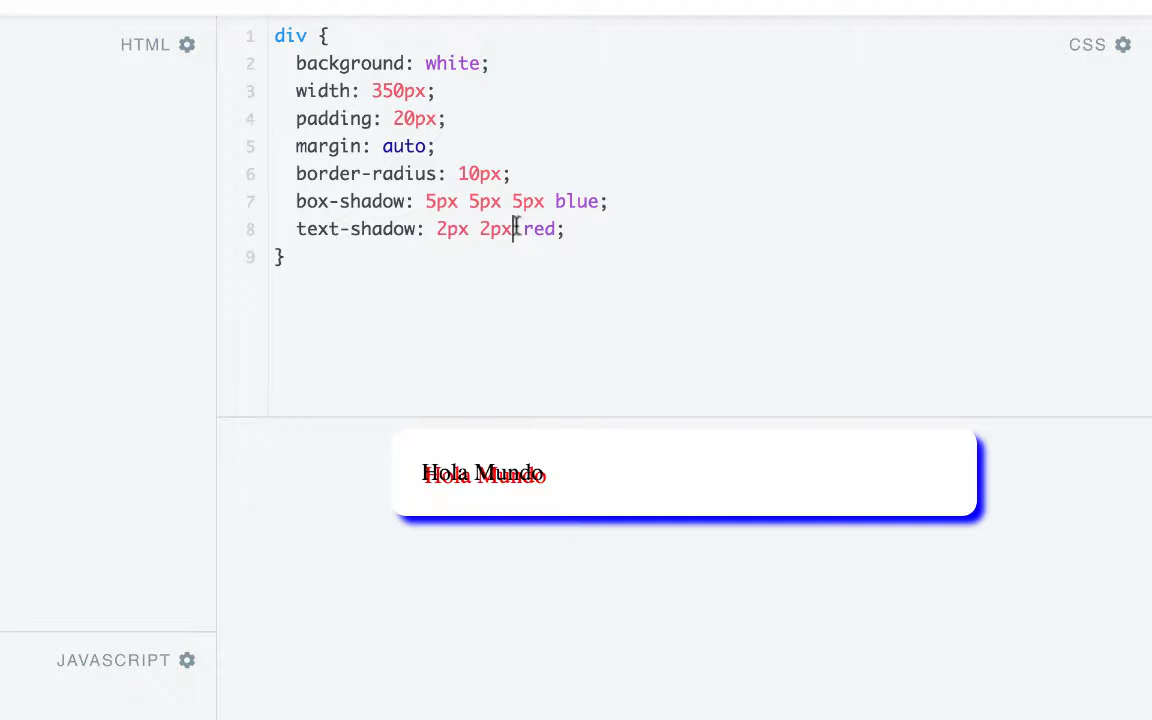 HTML
1 div {
2 background: white;
3 width: 350px;
4 padding: 20px;
5 margin: auto;
6 border-radius: 10px;
7 box-shadow: 5px 5px 5px blue;
8 text-shadow: 2px 2px red;
9 }
CSS
Hola Mundo
JAVASCRIPT